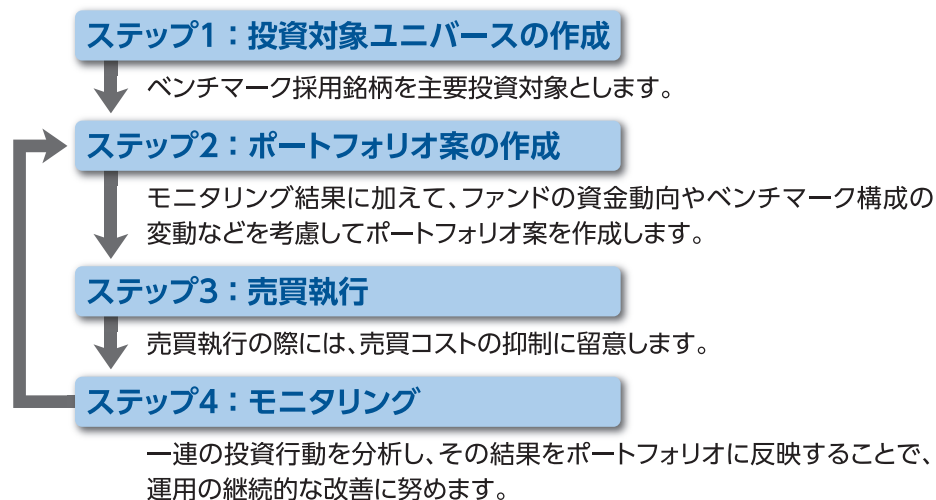 ステップ1：投資対象ユニバースの作成
ベンチマーク採用銘柄を主要投資対象とします。
ステップ2：ポートフォリオ案の作成
モニタリング結果に加えて、ファンドの資金動向やベンチマーク構成の
変動などを考慮してポートフォリオ案を作成します。
ステップ3：売買執行
売買執行の際には、売買コストの抑制に留意します。
ステップ4：モニタリング
一連の投資行動を分析し、その結果をポートフォリオに反映することで、
運用の継続的な改善に努めます。